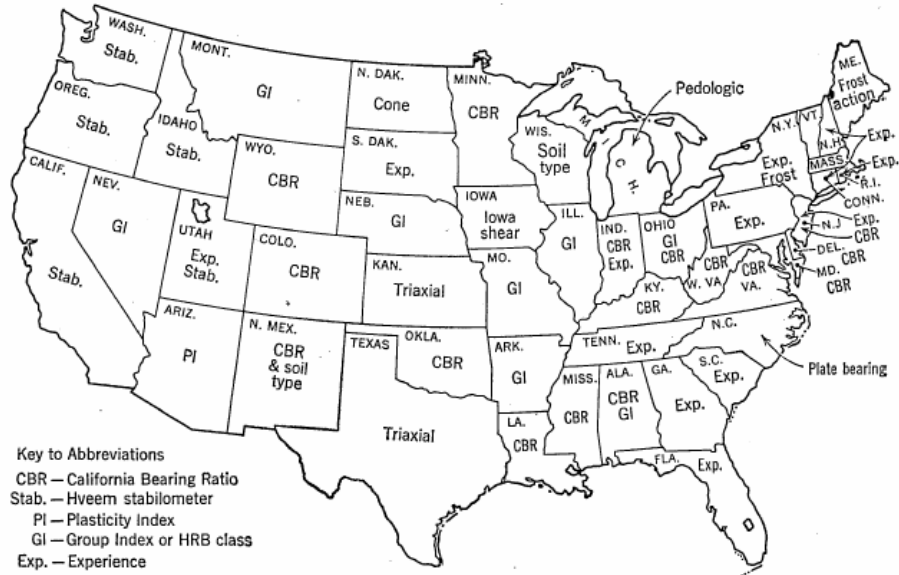 WASH.
Stab.
OREG.
Stab.
CALIF.
Stab.
IDAHO
Stab.
NEV.
GI
MONT.
GI
WYO.
CBR
UTAH
Exp.
Stab.
ARIZ.
PI
COLO.
CBR
N. MEX.
CBR
& soil
type
N. DAK.
Cone
S. DAK.
Exp.
NEB.
GI
KAN.
Triaxial
OKLA.
CBR
TEXAS
Triaxial
MINN.
CBR
IOWA
Iowa
shear
MO.
GI
ARK.
GI
LA.
CBR
WIS.
Soil
type
ILL.
GI
M I C H.
Pedologic
IND.
CBR
Exp.
OHIO
GI
CBR
KY.
CBR
TENN.
Exp.
MISS.
CBR
ALA.
CBR
GI
GA.
Exp.
FLA.
Exp.
S.C.
Exp.
N.C.
Plate bearing
CBR
W. VA.
CBR
VA.
PA.
Exp.
N.Y.
Exp.
Frost
VT.
N.H.
ME.
Frost
action
Exp.
MASS.
Exp.
R.I.
CONN.
Exp.
N.J
CBR
DEL.
CBR
MD.
CBR
Key to Abbreviations
CBR — California Bearing Ratio
Stab. — Hveem stabilometer
PI — Plasticity Index
GI — Group Index or HRB class
Exp. — Experience